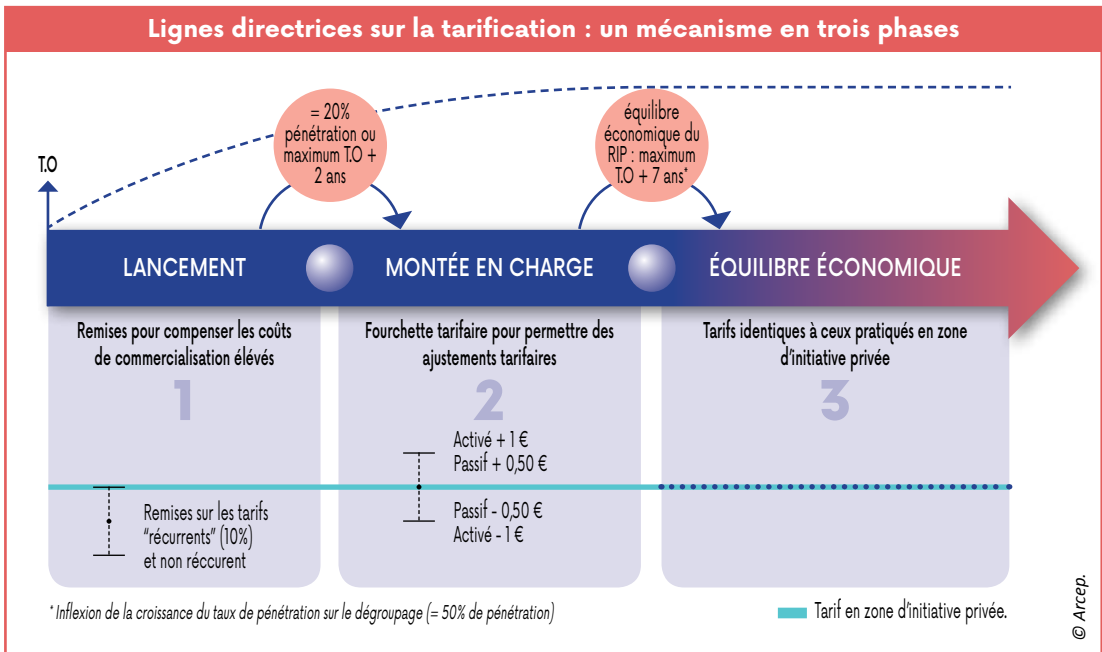 Lignes directrices sur la tarification : un mécanisme en trois phases
T.O
= 20%
pénétration ou
maximum T.O +
2 ans
équilibre
économique du
RIP : maximum
T.O + 7 ans*
LANCEMENT
MONTÉE EN CHARGE
ÉQUILIBRE ÉCONOMIQUE
Remises pour compenser les coûts
de commercialisation élévés
1
Remises sur les tarifs
“récurrents” (10%)
et non réccurent
Fourchette tarifaire pour permettre des
ajustements tarifaires
2
Activé + 1 €
Passif + 0,50 €
Passif - 0,50 €
Activé - 1 €
Tarifs identiques à ceux pratiqués en zone
d’initiative privée
3
* Inflexion de la croissance du taux de pénétration sur le dégroupage (= 50% de pénétration)
Tarif en zone d’initiative privée.
© Arcep.